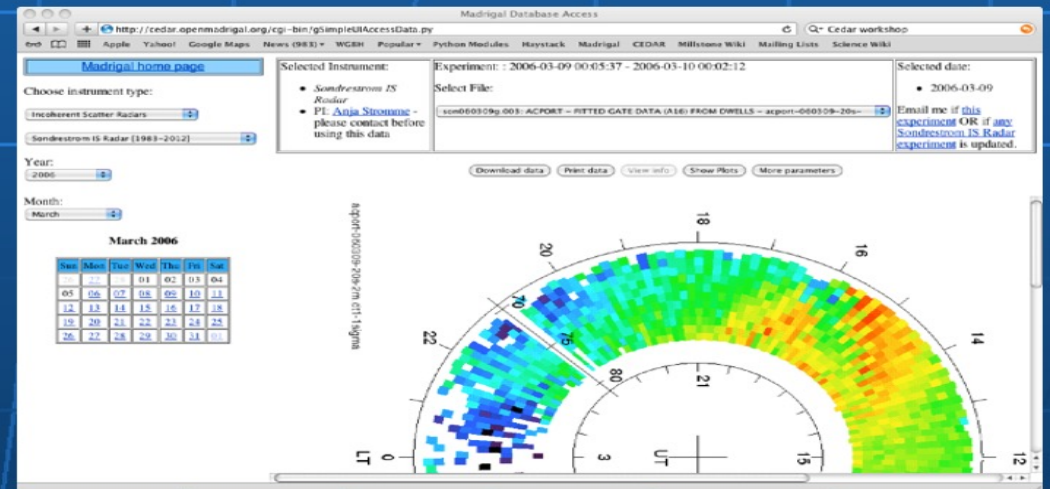 Madrigal Database Access
http://cedar.openmadrigal.org/cgi-bin/gSimpleUIAccessData.py
Cedar workshop
Apple Yahoo! Google Maps News (983) WGBH Popular Python Modules Haystack Madrigal CEDAR Millstone Wiki Mailing Lists Science Wiki
Madrigal home page
Choose instrument type:
Incoherent Scatter Radars
Sondrestrom IS Radar [1983-2012]
Year:
2006
Month:
March
March 2006
Sun Mon Tue Wed Thu Fri Sat
01 02 03 04
05 06 07 08 09 10 11
12 13 14 15 16 17 18
19 20 21 22 23 24 25
26 27 28 29 30 31 01
Selected Instrument:
• Sondrestrom IS
Radar
• PI: Anja Stromme -
please contact before
using this data
Experiment: : 2006-03-09 00:05:37 - 2006-03-10 00:02:12
Select File:
scm060309g.003: ACPORT - FITTED GATE DATA (A16) FROM DWELLS - acport-060309-20s-
Selected date:
• 2006-03-09
Email me if this
experiment OR if any
Sondrestrom IS Radar
experiment is updated.
Download data Print data View info Show Plots More parameters
18
20
16
70
75
22
80
14
21
LT 0
3
UT
15
12